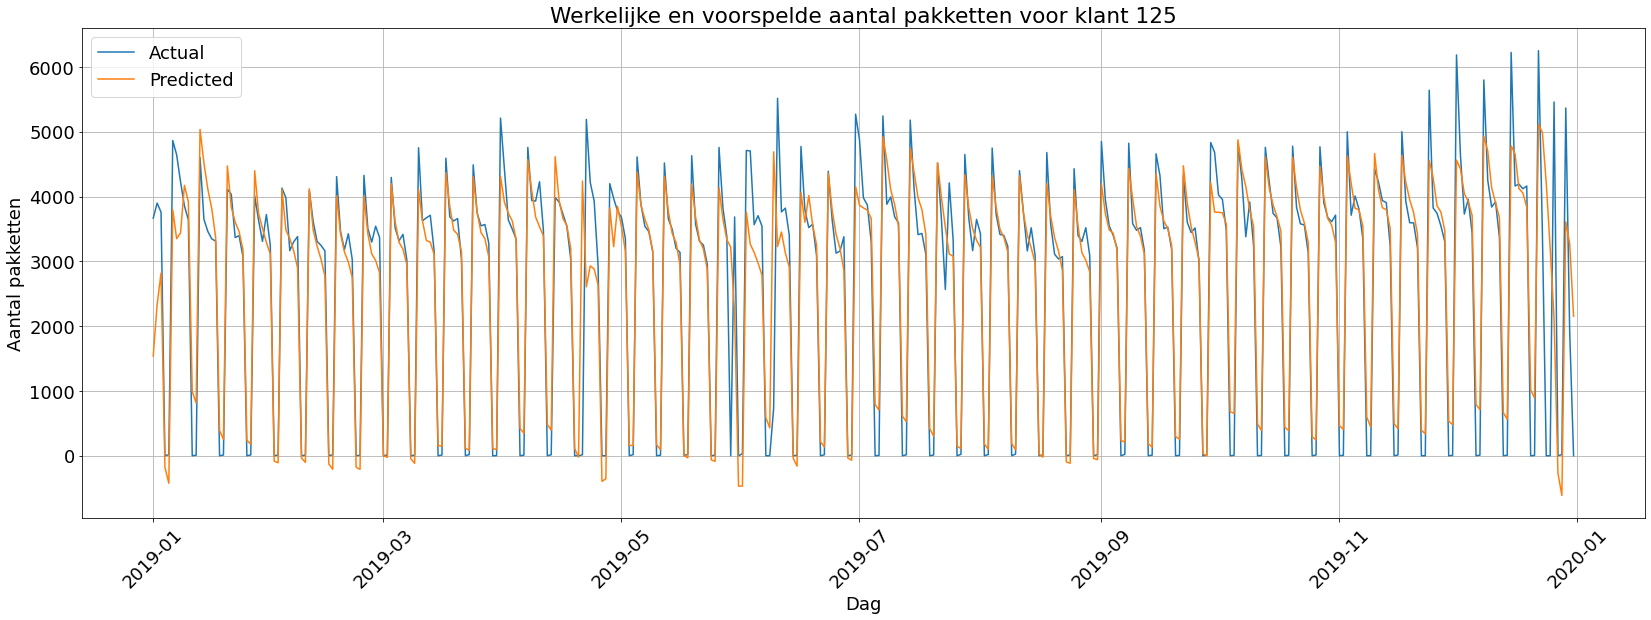 Werkelijke en voorspelde aantal pakketten voor klant 125
Actual
Predicted
6000
5000
4000
3000
2000
1000
0
Aantal pakketten
2019-01
2019-03
2019-05
2019-07
2019-09
2019-11
2020-01
Dag